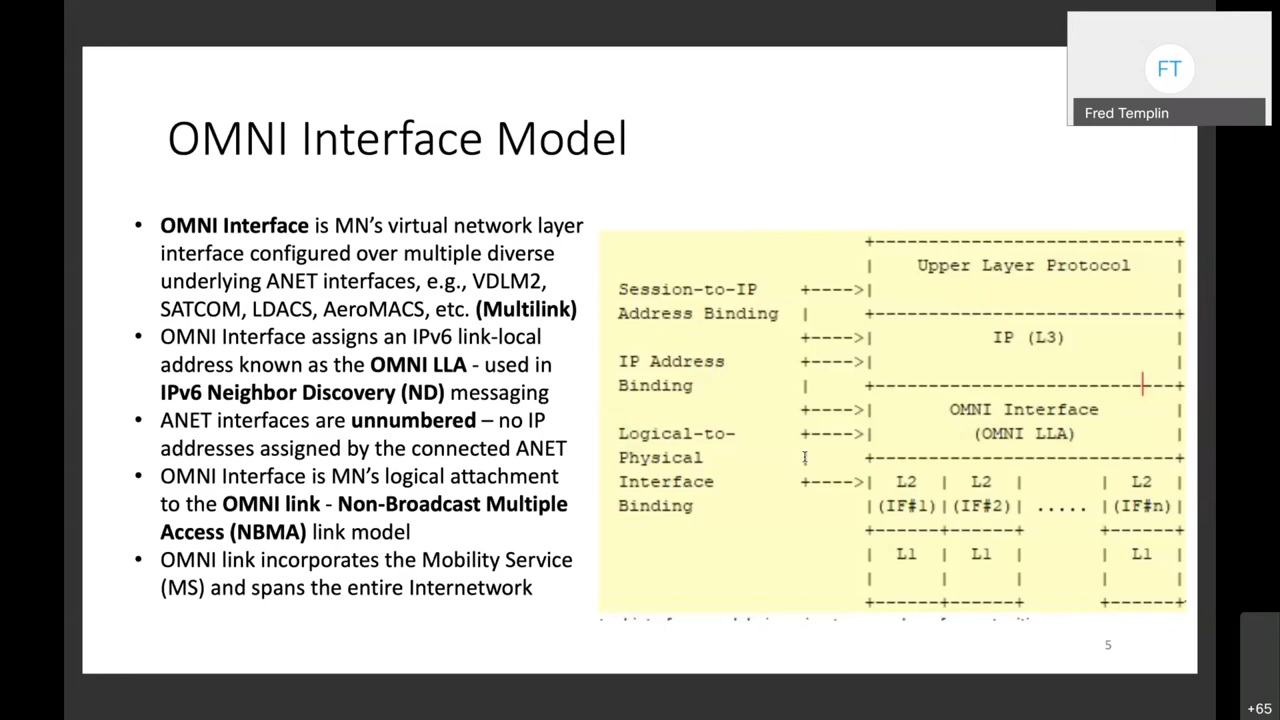 OMNI Interface Model
• OMNI Interface is MN’s virtual network layer
interface configured over multiple diverse
underlying ANET interfaces, e.g., VDLM2,
SATCOM, LDACS, AeroMACS, etc. (Multilink)
• OMNI Interface assigns an IPv6 link-local
address known as the OMNI LLA - used in
IPv6 Neighbor Discovery (ND) messaging
• ANET interfaces are unnumbered – no IP
addresses assigned by the connected ANET
• OMNI Interface is MN’s logical attachment
to the OMNI link - Non-Broadcast Multiple
Access (NBMA) link model
• OMNI link incorporates the Mobility Service
(MS) and spans the entire Internetwork
Upper Layer Protocol
Session-to-IP
Address Binding
IP (L3)
IP Address
Binding
OMNI Interface
(OMNI LLA)
Logical-to-
Physical
Interface
Binding
L2 L2 L2
(IF#1) (IF#2) ..... (IF#n)
L1 L1 L1
5
FT
Fred Templin
+65